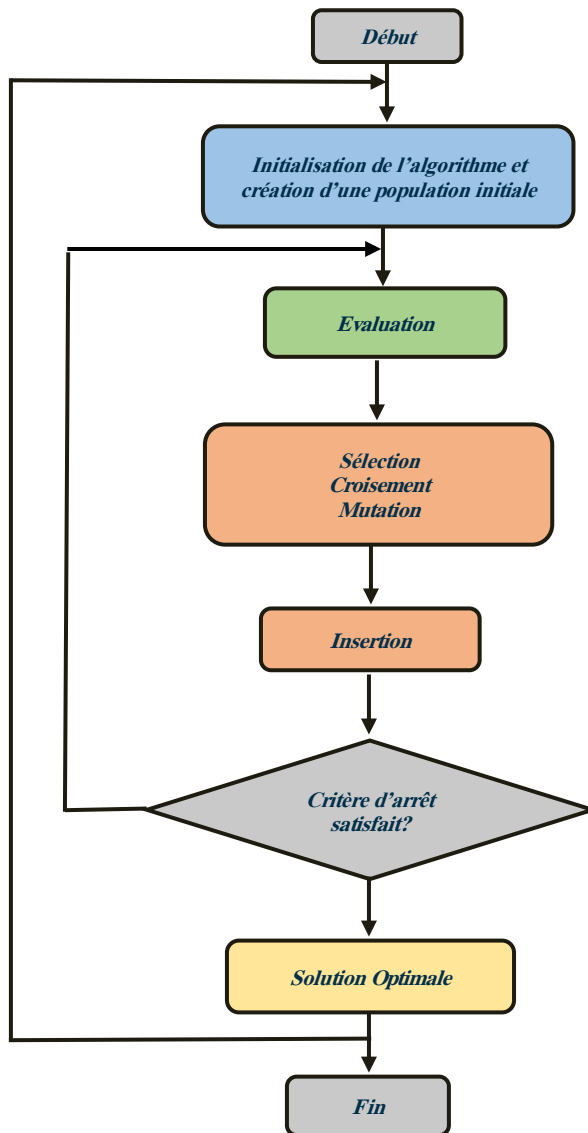 Début
Initialisation de l'algorithme et
création d'une population initiale
Evaluation
Sélection
Croisement
Mutation
Insertion
Critère d'arrêt
satisfait?
Solution Optimale
Fin